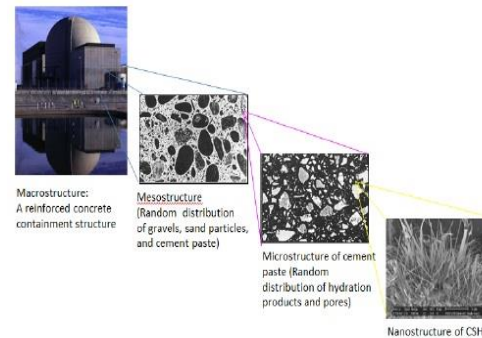 Macrostructure:
A reinforced concrete
containment structure
Mesostructure
(Random distribution
of gravels, sand particles,
and cement paste)
Microstructure of cement
paste (Random
distribution of hydration
products and pores)
Nanostructure of CSH